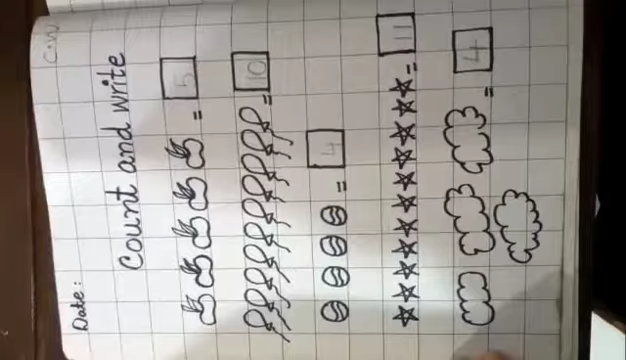 C.W
Date:
Count and write
= 5
= 10
= 4
= 11
= 4